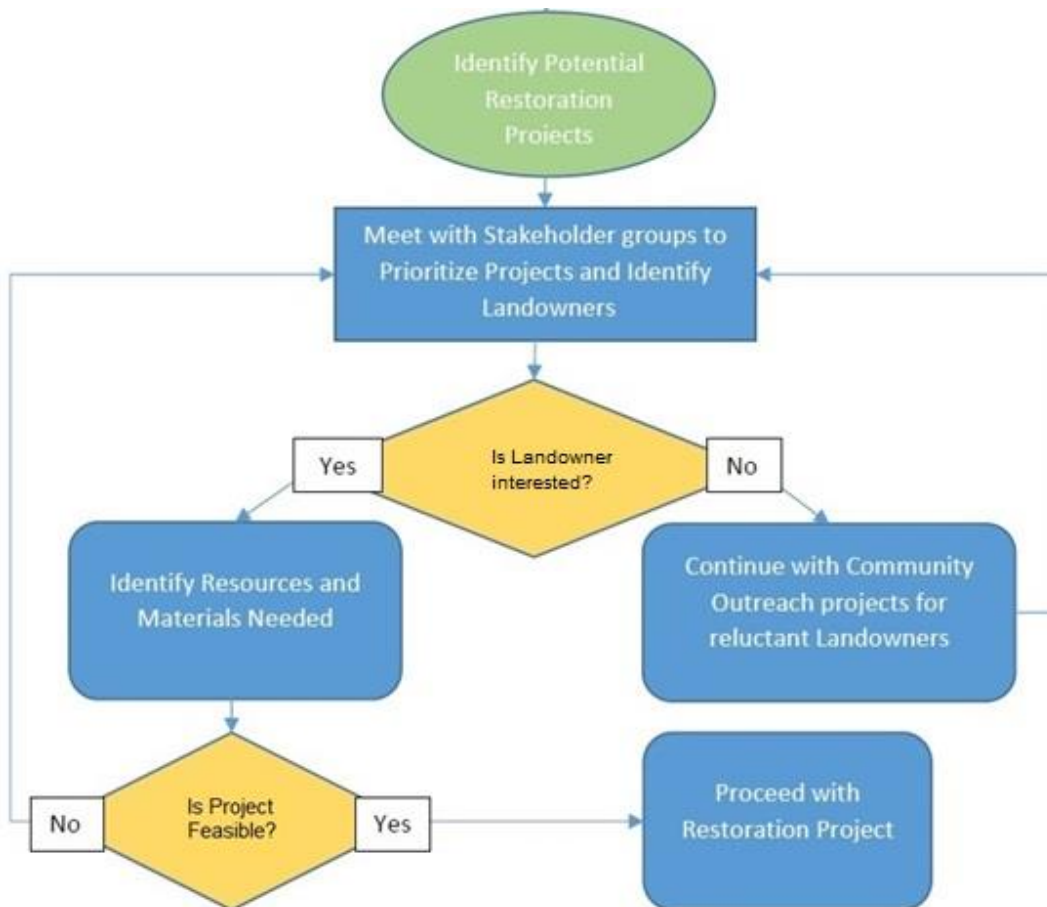 Identify Potential
Restoration
Projects
Meet with Stakeholder groups to
Prioritize Projects and Identify
Landowners
Yes
Is Landowner
interested?
No
Identify Resources and
Materials Needed
Continue with Community
Outreach projects for
reluctant Landowners
No
Is Project
Feasible?
Yes
Proceed with
Restoration Project